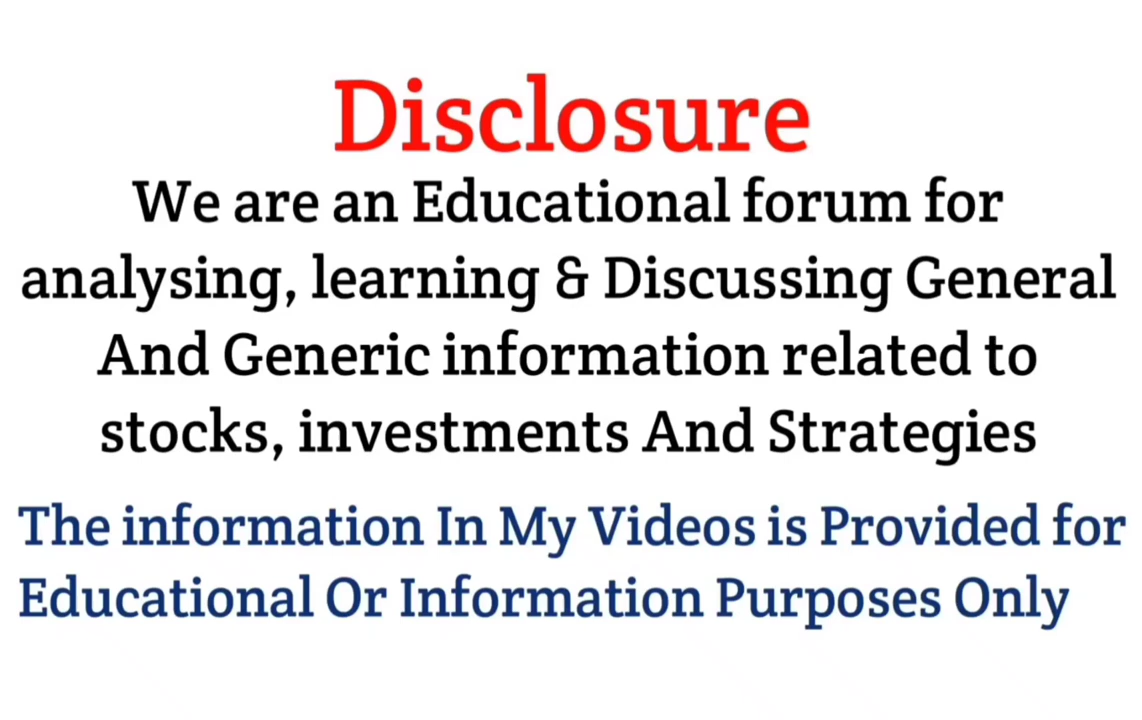 Disclosure
We are an Educational forum for
analysing, learning & Discussing General
And Generic information related to
stocks, investments And Strategies
The information In My Videos is Provided for
Educational Or Information Purposes Only